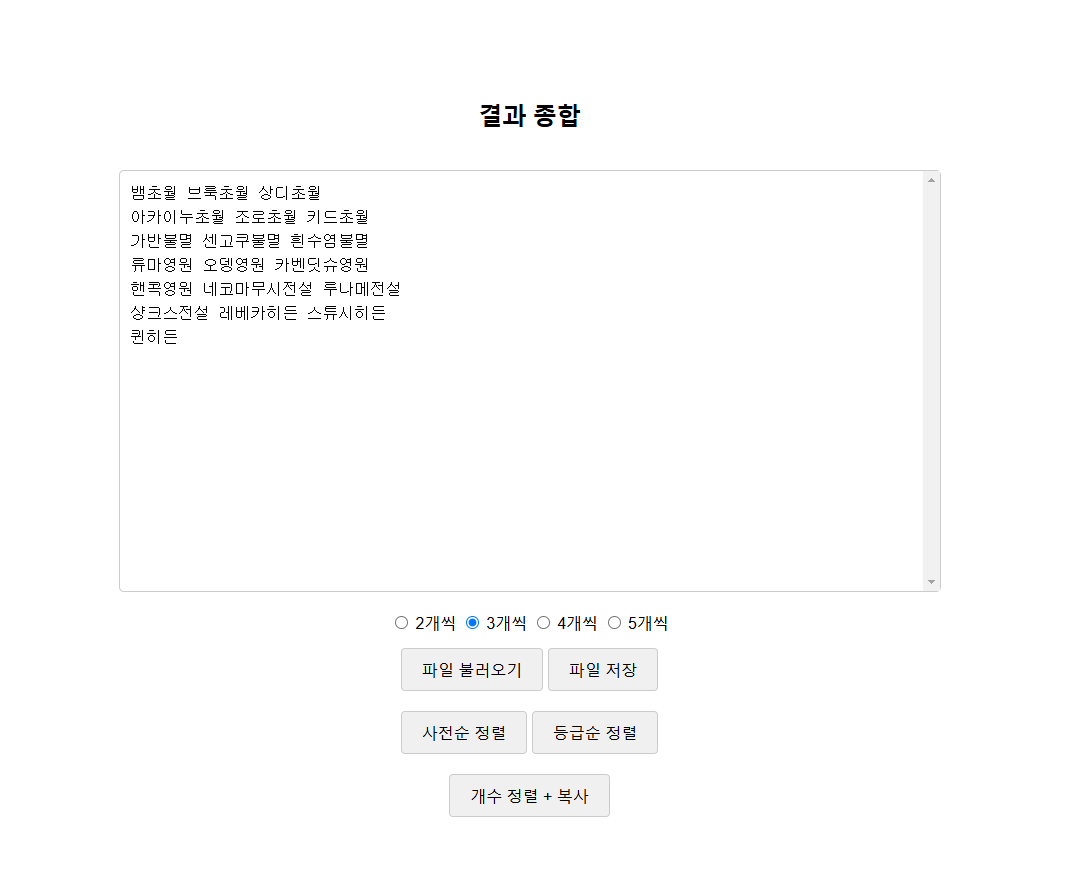 결과 종합
뱀초월 브룩초월 상디초월
아카이누초월 조로초월 키드초월
가반불멸 센고쿠불멸 흰수염불멸
류마영원 오뎅영원 카벤딧슈영원
핸콕영원 네코마무시전설 루나메전설
샹크스전설 레베카히든 스튜시히든
퀸히든
2개씩 3개씩 4개씩 5개씩
파일 불러오기 파일 저장
사전순 정렬 등급순 정렬
개수 정렬 + 복사